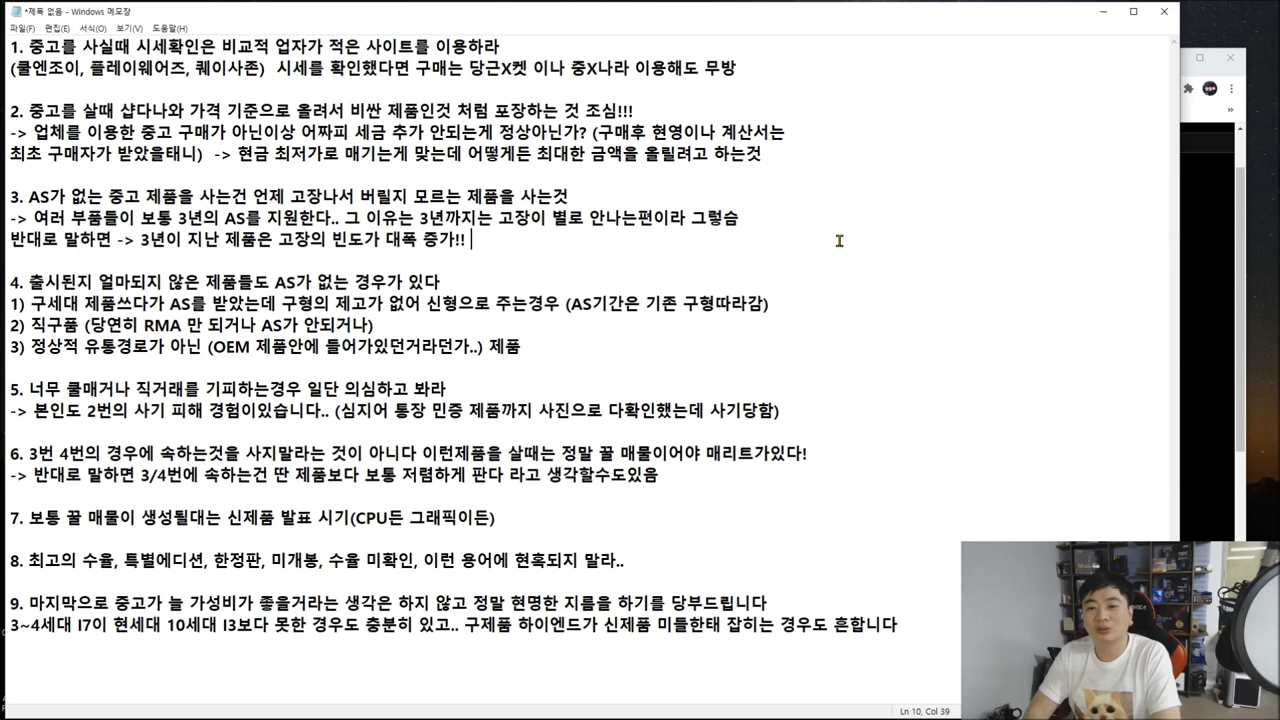 *제목 없음 - Windows 메모장
파일(F) 편집(E) 서식(O) 보기(V) 도움말(H)
1. 중고를 사실때 시세확인은 비교적 업자가 적은 사이트를 이용하라
(쿨엔조이, 플레이웨어즈, 퀘이사존) 시세를 확인했다면 구매는 당근X켓 이나 중X나라 이용해도 무방
2. 중고를 살때 샵다나와 가격 기준으로 올려서 비싼 제품인것 처럼 포장하는 것 조심!!!
-> 업체를 이용한 중고 구매가 아닌이상 어짜피 세금 추가 안되는게 정상아닌가? (구매후 현영이나 계산서는
최초 구매자가 받았을태니) -> 현금 최저가로 매기는게 맞는데 어떻게든 최대한 금액을 올릴려고 하는것
3. AS가 없는 중고 제품을 사는건 언제 고장나서 버릴지 모르는 제품을 사는것
-> 여러 부품들이 보통 3년의 AS를 지원한다.. 그 이유는 3년까지는 고장이 별로 안나는편이라 그렇슴
반대로 말하면 -> 3년이 지난 제품은 고장의 빈도가 대폭 증가!!
4. 출시된지 얼마되지 않은 제품들도 AS가 없는 경우가 있다
1) 구세대 제품쓰다가 AS를 받았는데 구형의 제고가 없어 신형으로 주는경우 (AS기간은 기존 구형따라감)
2) 직구품 (당연히 RMA 만 되거나 AS가 안되거나)
3) 정상적 유통경로가 아닌 (OEM 제품안에 들어가있던거라던가..) 제품
5. 너무 쿨매거나 직거래를 기피하는경우 일단 의심하고 봐라
-> 본인도 2번의 사기 피해 경험이있습니다.. (심지어 통장 민증 제품까지 사진으로 다확인했는데 사기당함)
6. 3번 4번의 경우에 속하는것을 사지말라는 것이 아니다 이런제품을 살때는 정말 꿀 매물이어야 매리트가있다!
-> 반대로 말하면 3/4번에 속하는건 딴 제품보다 보통 저렴하게 판다 라고 생각할수도있음
7. 보통 꿀 매물이 생성될대는 신제품 발표 시기(CPU든 그래픽이든)
8. 최고의 수율, 특별에디션, 한정판, 미개봉, 수율 미확인, 이런 용어에 현혹되지 말라..
9. 마지막으로 중고가 늘 가성비가 좋을거라는 생각은 하지 않고 정말 현명한 지름을 하기를 당부드립니다
3~4세대 I7이 현세대 10세대 I3보다 못한 경우도 충분히 있고.. 구제품 하이엔드가 신제품 미들한태 잡히는 경우도 흔합니다
Ln 10, Col 39